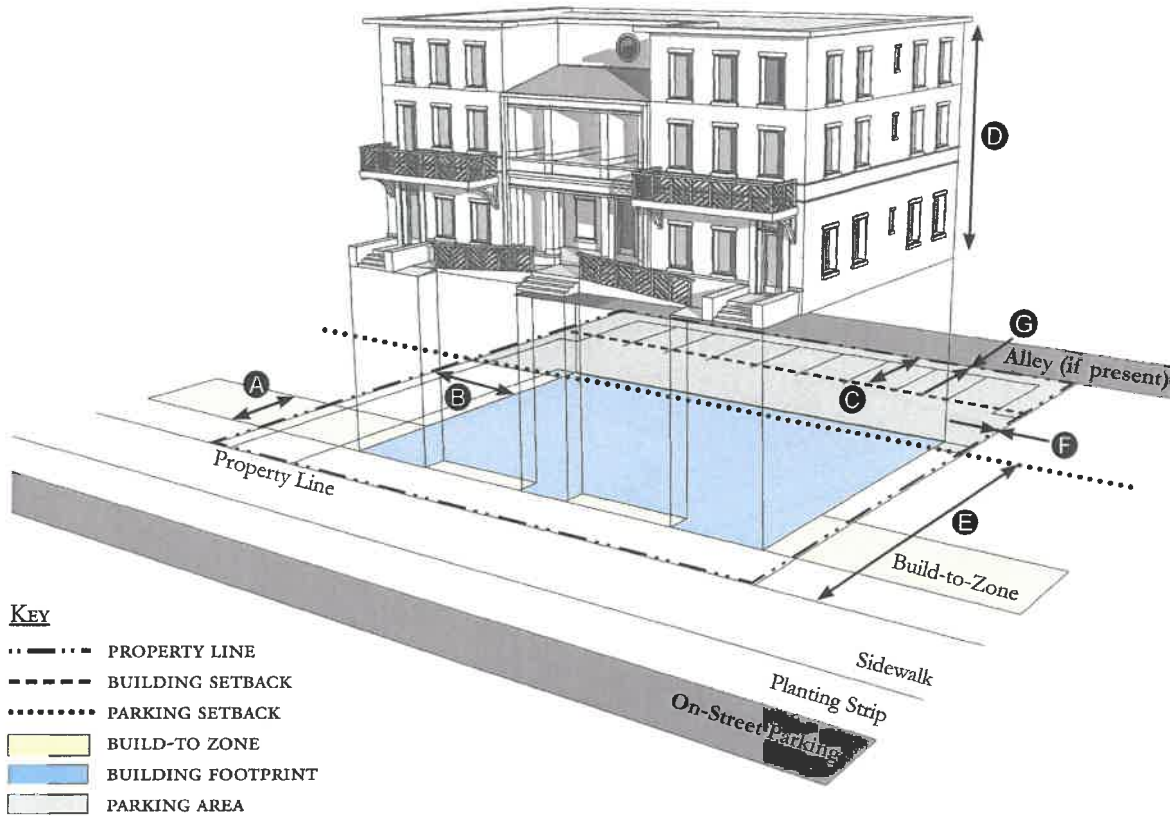 D
G
Alley (if present)
A
B
C
F
Property Line
E
Build-to-Zone
KEY
PROPERTY LINE
BUILDING SETBACK
PARKING SETBACK
BUILD-TO ZONE
BUILDING FOOTPRINT
PARKING AREA
Sidewalk
Planting Strip
On-Street Parking